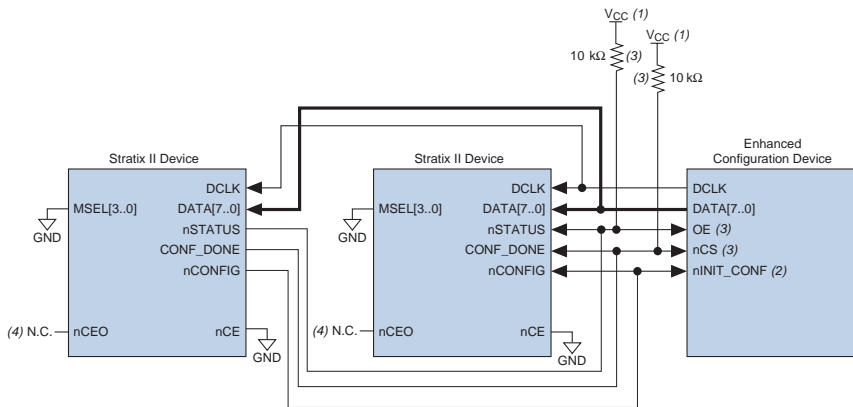 VCC (1)
VCC (1)
10 kΩ
(3)
(3)
10 kΩ
Stratix II Device
Stratix II Device
Enhanced
Configuration Device
DCLK
DATA[7..0]
nSTATUS
CONF_DONE
nCONFIG
MSEL[3..0]
GND
(4) N.C.
nCEO
nCE
GND
DCLK
DATA[7..0]
nSTATUS
CONF_DONE
nCONFIG
MSEL[3..0]
GND
(4) N.C.
nCEO
nCE
GND
DCLK
DATA[7..0]
OE (3)
nCS (3)
nINIT_CONF (2)